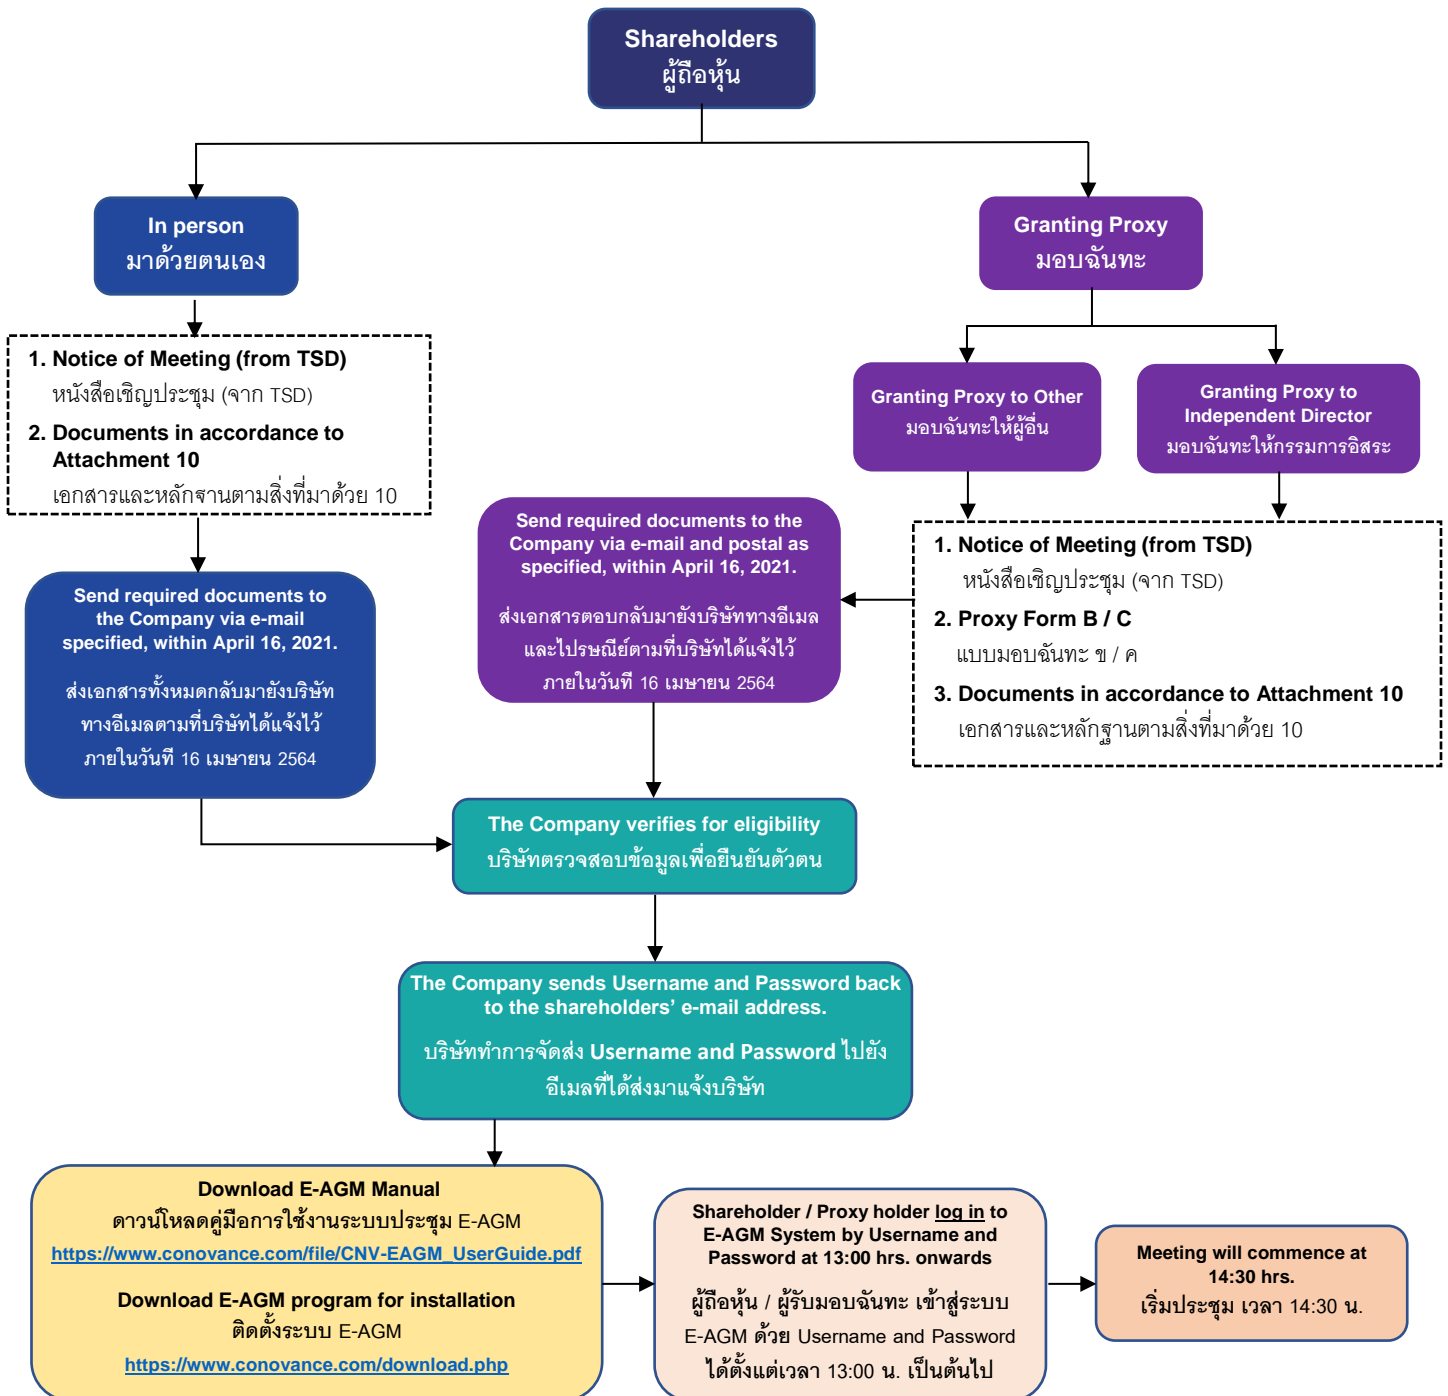 Shareholders
ผู้ถือหุ้น
In person
มาด้วยตนเอง
Granting Proxy
มอบฉันทะ
1. Notice of Meeting (from TSD)
หนังสือเชิญประชุม (จาก TSD)
2. Documents in accordance to
Attachment 10
เอกสารและหลักฐานตามสิ่งที่มาด้วย 10
Granting Proxy to Other
มอบฉันทะให้ผู้อื่น
Granting Proxy to
Independent Director
มอบฉันทะให้กรรมการอิสระ
Send required documents to
the Company via e-mail
specified, within April 16, 2021.
ส่งเอกสารทั้งหมดกลับมายังบริษัท
ทางอีเมลตามที่บริษัทได้แจ้งไว้
ภายในวันที่ 16 เมษายน 2564
Send required documents to the
Company via e-mail and postal as
specified, within April 16, 2021.
ส่งเอกสารตอบกลับมายังบริษัททางอีเมล
และไปรษณีย์ตามที่บริษัทได้แจ้งไว้
ภายในวันที่ 16 เมษายน 2564
1. Notice of Meeting (from TSD)
หนังสือเชิญประชุม (จาก TSD)
2. Proxy Form B / C
แบบมอบฉันทะ ข / ค
3. Documents in accordance to Attachment 10
เอกสารและหลักฐานตามสิ่งที่มาด้วย 10
The Company verifies for eligibility
บริษัทตรวจสอบข้อมูลเพื่อยืนยันตัวตน
The Company sends Username and Password back
to the shareholders’ e-mail address.
บริษัททำการจัดส่ง Username and Password ไปยัง
อีเมลที่ได้ส่งมาแจ้งบริษัท
Download E-AGM Manual
ดาวน์โหลดคู่มือการใช้งานระบบประชุม E-AGM
https://www.conovance.com/file/CNV-EAGM_UserGuide.pdf
Download E-AGM program for installation
ติดตั้งระบบ E-AGM
https://www.conovance.com/download.php
Shareholder / Proxy holder log in to
E-AGM System by Username and
Password at 13:00 hrs. onwards
ผู้ถือหุ้น / ผู้รับมอบฉันทะ เข้าสู่ระบบ
E-AGM ด้วย Username and Password
ได้ตั้งแต่เวลา 13:00 น. เป็นต้นไป
Meeting will commence at
14:30 hrs.
เริ่มประชุม เวลา 14:30 น.